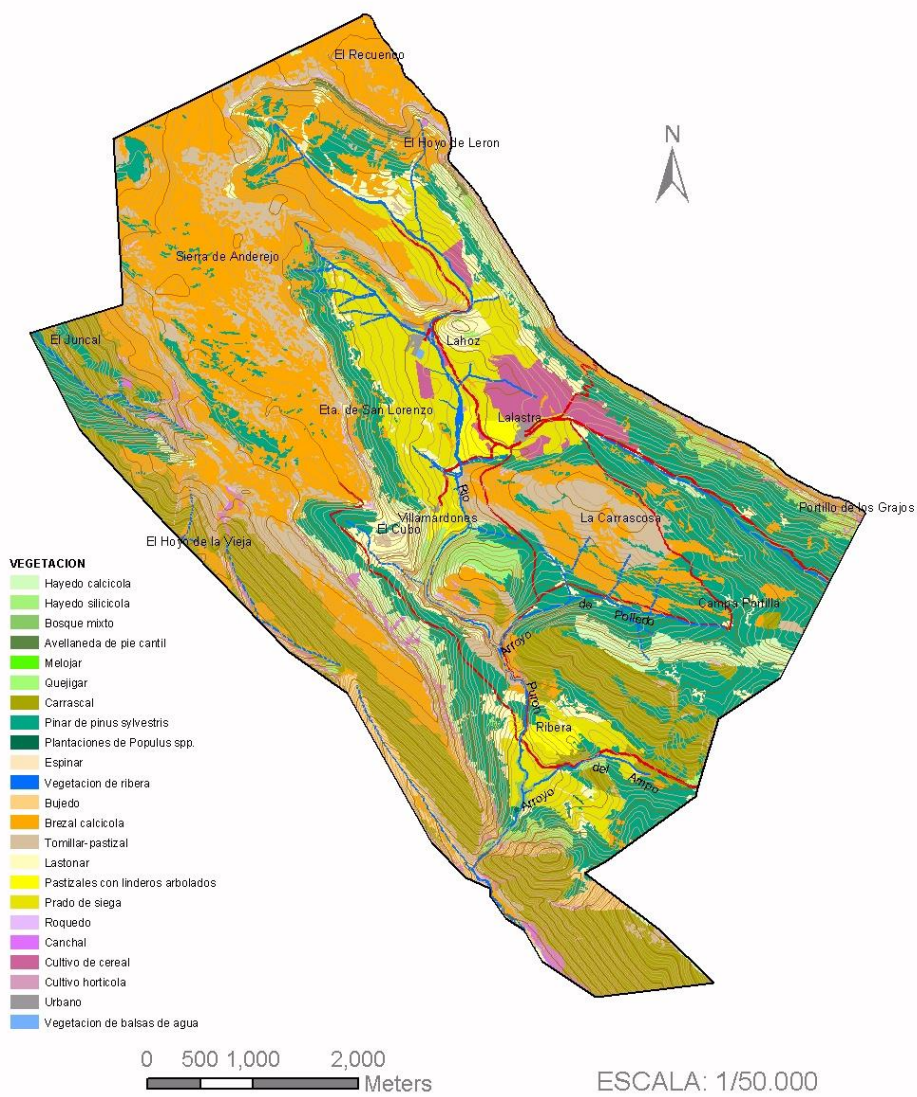 El Recuenco
N
El Hoyo de Leron
Sierra de Anderejo
El Juncal
Lahoz
Eta. de San Lorenzo
Lalastra
Rio
Portillo de los Grajos
Villamardones
La Carrascosa
El Cubo
El Hoyo de la Vieja
Campa Portilla
Arroyo del Polledo
Puron
Ribera
Arroyo del Ampo
VEGETACION
Hayedo calcicola
Hayedo silicicola
Bosque mixto
Avellaneda de pie cantil
Melojar
Quejigar
Carrascal
Pinar de pinus sylvestris
Plantaciones de Populus spp.
Espinar
Vegetacion de ribera
Bujedo
Brezal calcicola
Tomillar-pastizal
Lastonar
Pastizales con linderos arbolados
Prado de siega
Roquedo
Canchal
Cultivo de cereal
Cultivo horticola
Urbano
Vegetacion de balsas de agua
0 500 1,000 2,000
Meters
ESCALA: 1/50.000